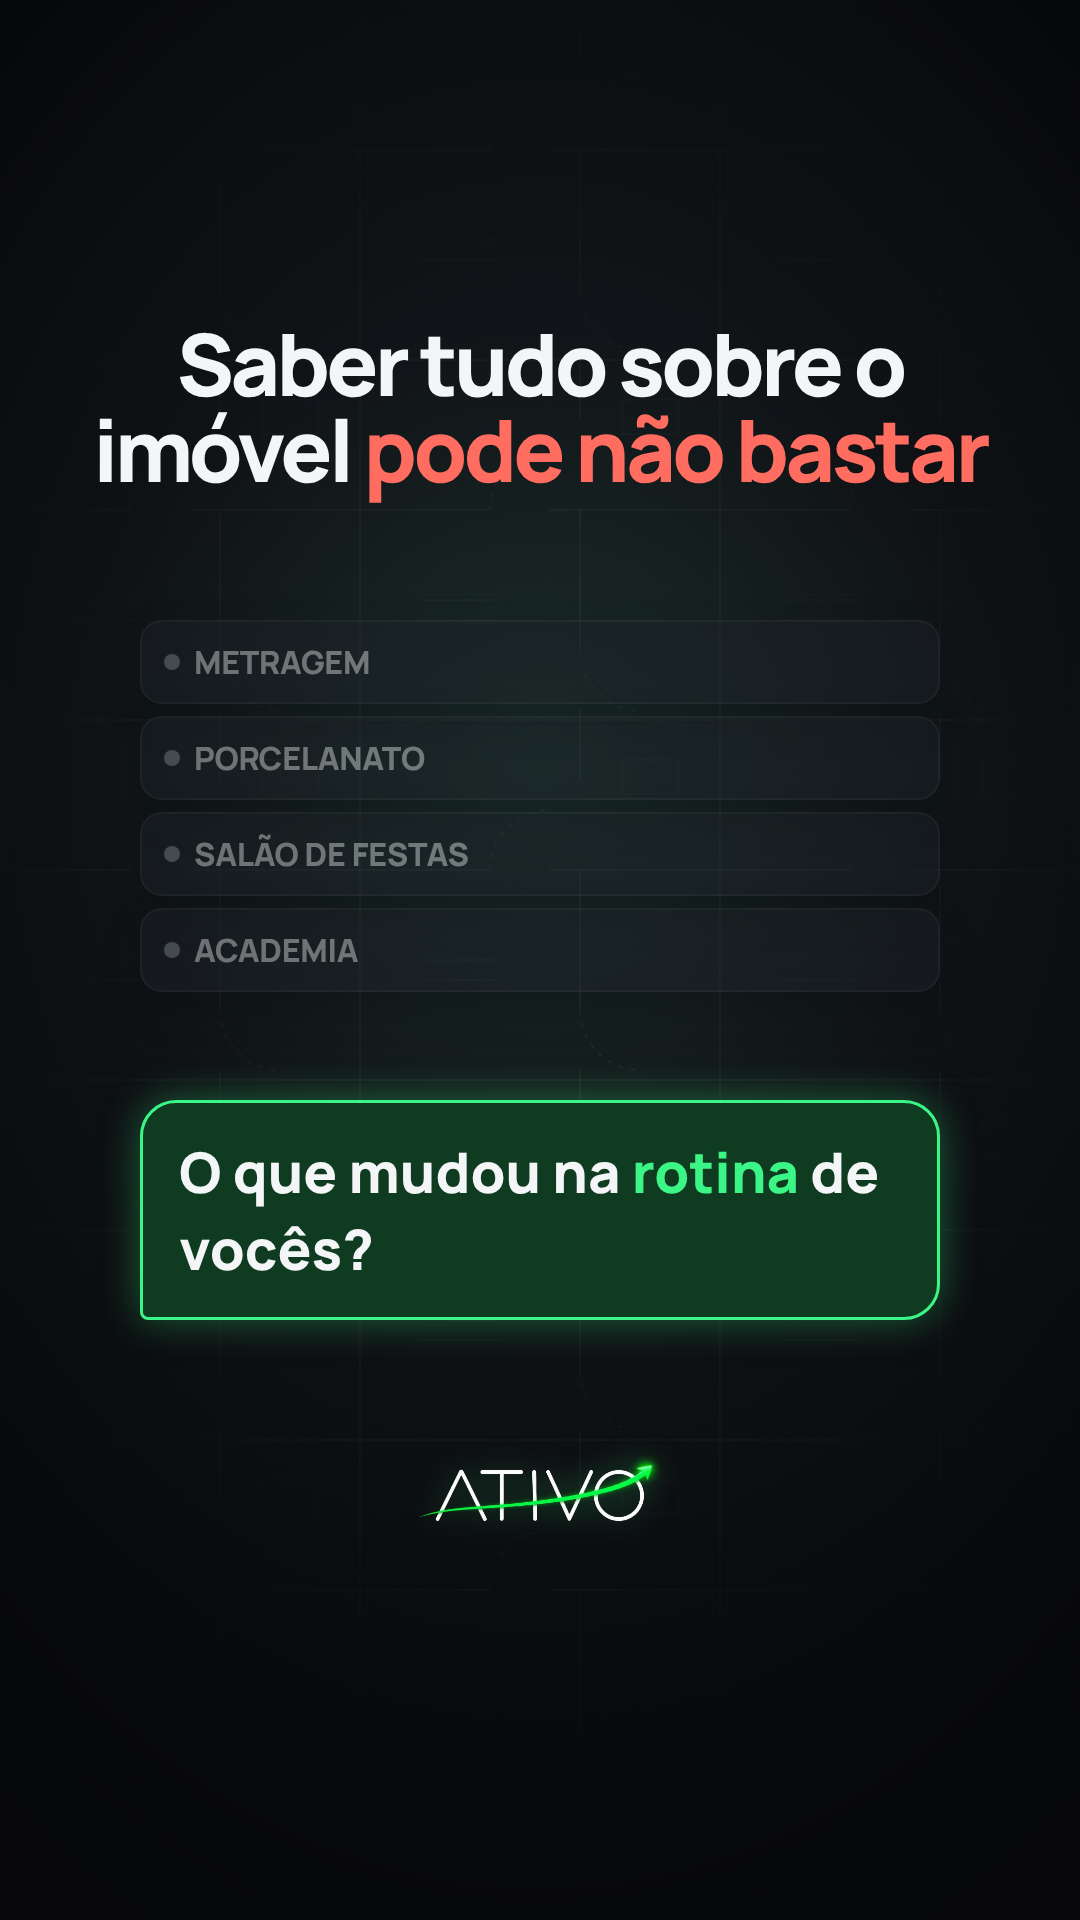 Saber tudo sobre o
imóvel pode não bastar
METRAGEM
PORCELANATO
SALÃO DE FESTAS
ACADEMIA
O que mudou na rotina de
vocês?
ATIVO